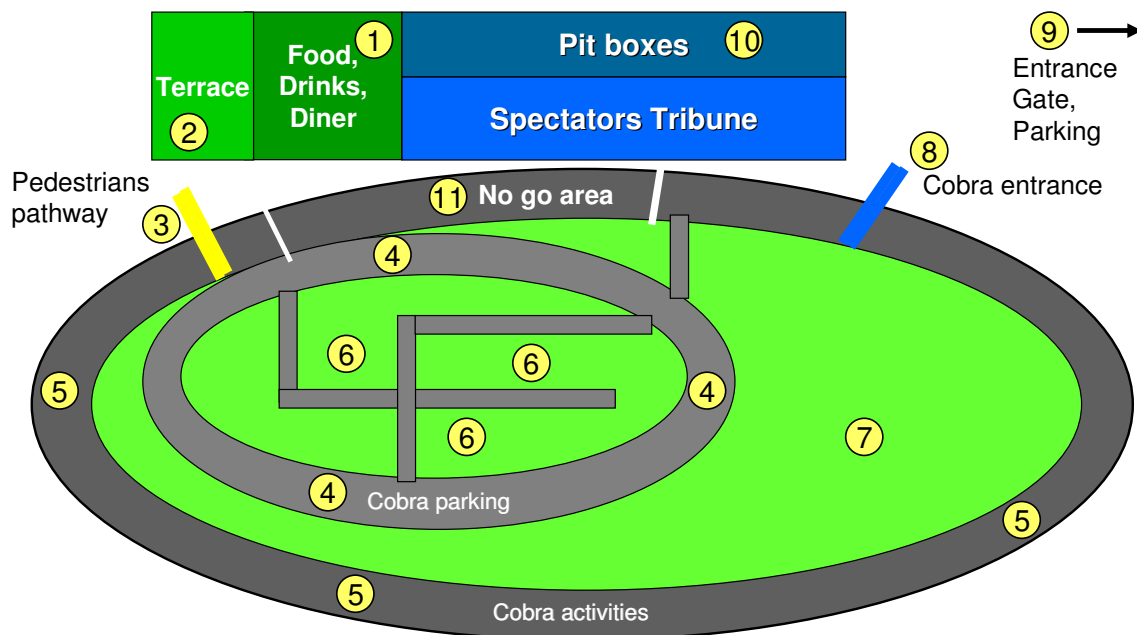 1
Food,
Drinks,
Diner
Terrace
2
Pit boxes
10
Spectators Tribune
9
Entrance
Gate,
Parking
8
Cobra entrance
Pedestrians
pathway
3
11
No go area
4
6
6
5
4
7
6
4
Cobra parking
5
5
Cobra activities